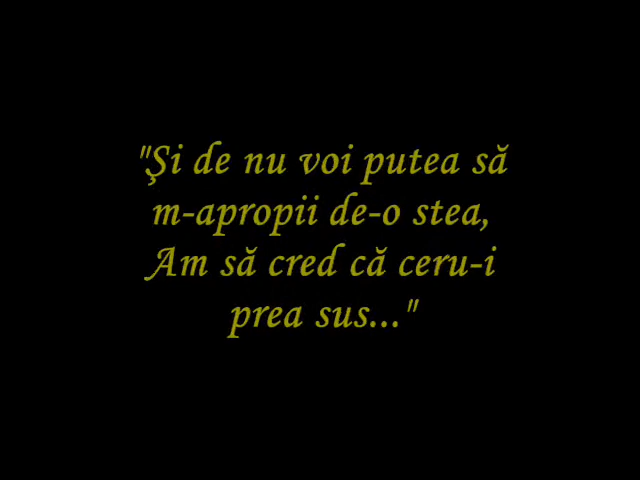 "Şi de nu voi putea să
m-apropii de-o stea,
Am să cred că ceru-i
prea sus..."